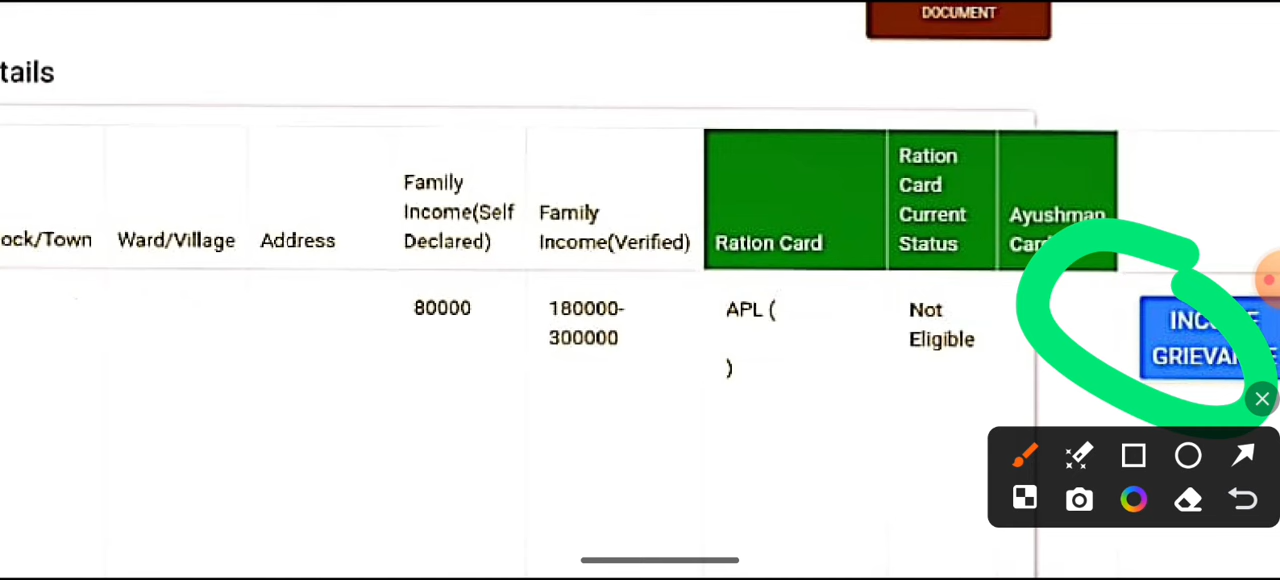 DOCUMENT
tails
ock/Town
Ward/Village
Address
Family
Income(Self
Declared)
Family
Income(Verified)
Ration Card
Ration
Card
Current
Status
Ayushman
80000
180000-
300000
APL (
)
Not
Eligible
GRIEVA